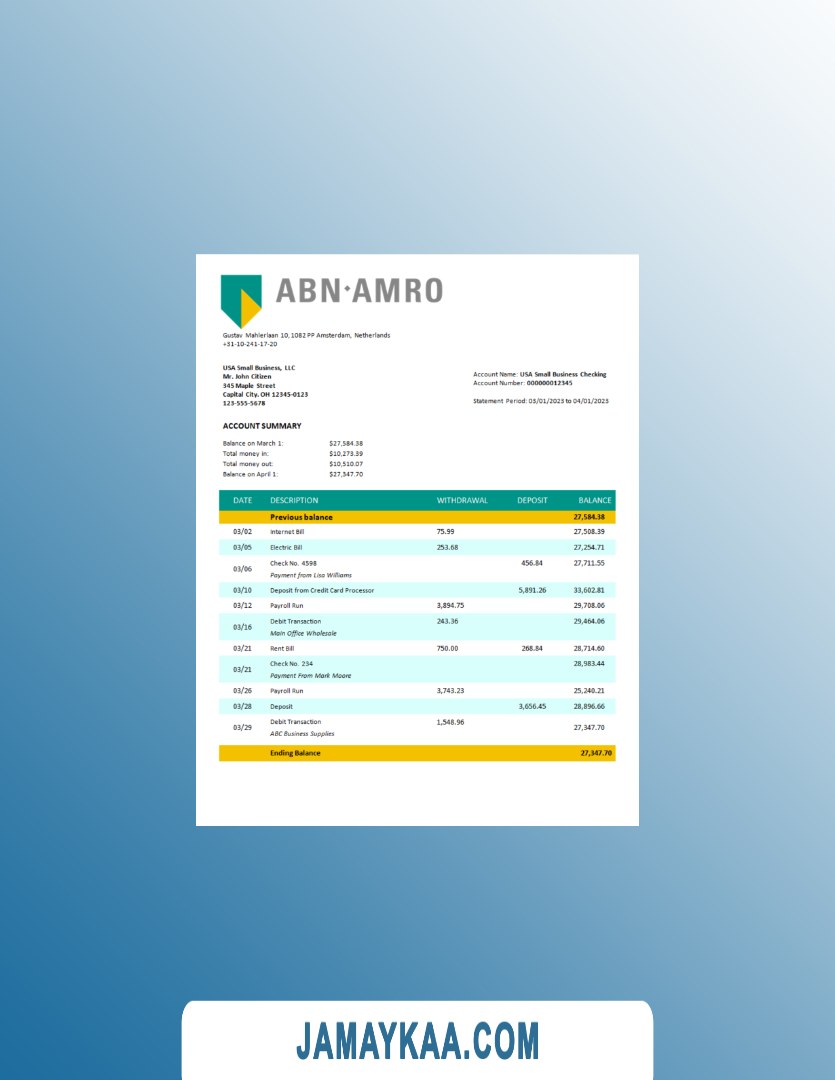 ABN·AMRO
Gustav Mahlerlaan 10, 1082 PP Amsterdam, Netherlands
+31-10-241-17-20
USA Small Business, LLC
Mr. John Citizen
345 Maple Street
Capital City, OH 12345-0123
123-555-5678
Account Name: USA Small Business Checking
Account Number: 000000012345
Statement Period: 03/01/2023 to 04/01/2023
ACCOUNT SUMMARY
Balance on March 1: $27,584.38
Total money in: $10,273.39
Total money out: $10,510.07
Balance on April 1: $27,347.70
DATE DESCRIPTION WITHDRAWAL DEPOSIT BALANCE
Previous balance 27,584.38
03/02 Internet Bill 75.99 27,508.39
03/05 Electric Bill 253.68 27,254.71
03/06 Check No. 4598 456.84 27,711.55
Payment from Lisa Williams
03/10 Deposit from Credit Card Processor 5,891.26 33,602.81
03/12 Payroll Run 3,894.75 29,708.06
03/16 Debit Transaction 243.36 29,464.06
Main Office Wholesale
03/21 Rent Bill 750.00 268.84 28,714.60
03/21 Check No. 234 28,983.44
Payment From Mark Moore
03/26 Payroll Run 3,743.23 25,240.21
03/28 Deposit 3,656.45 28,896.66
03/29 Debit Transaction 1,548.96 27,347.70
ABC Business Supplies
Ending Balance 27,347.70
JAMAYKAA.COM